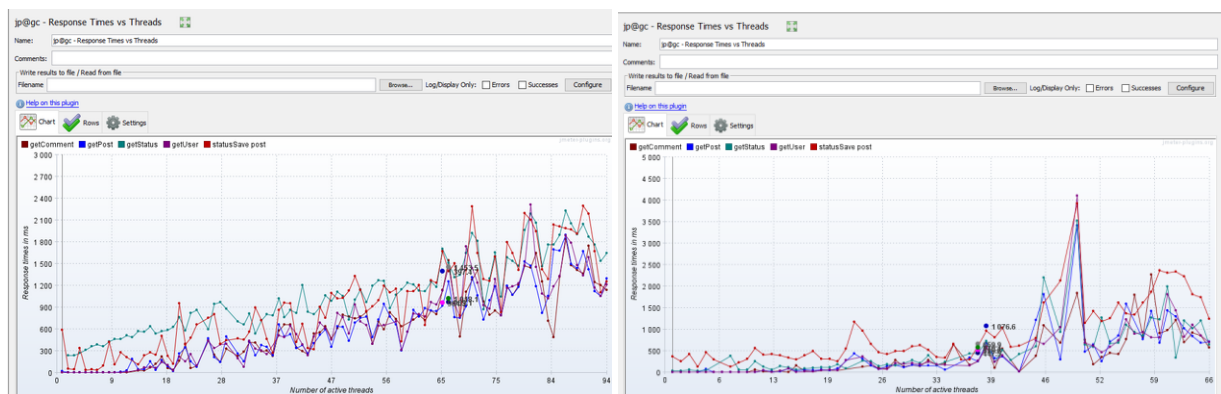 jp@gc - Response Times vs Threads
Name: jp@gc - Response Times vs Threads
Comments:
Write results to file / Read from file
Filename Browse... Log/Display Only: Errors Successes Configure
Help on this plugin
Chart Rows Settings
getComment getPost getStatus getUser statusSave post
jmeter-plugins.org
3 000
2 700
2 400
2 100
1 800
1 500
1 200
900
600
300
0
Response times in ms
0 9 18 28 37 47 56 65 75 84 94
Number of active threads
jp@gc - Response Times vs Threads
Name: jp@gc - Response Times vs Threads
Comments:
Write results to file / Read from file
Filename Browse... Log/Display Only: Errors Successes Configure
Help on this plugin
Chart Rows Settings
getComment getPost getStatus getUser statusSave post
jmeter-plugins.org
5 000
4 500
4 000
3 500
3 000
2 500
2 000
1 500
1 000
500
0
Response times in ms
1 076.6
0 6 13 19 26 33 39 46 52 59 66
Number of active threads